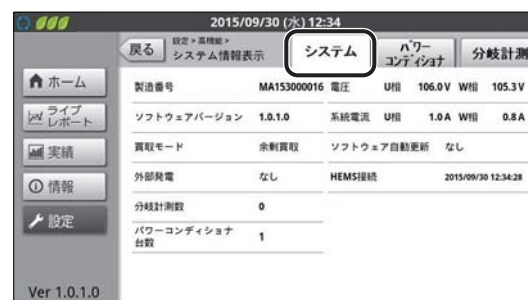 2015/09/30 (水) 12:34
戻る
設定 > 高機能 >
システム情報表示
システム
パワーコンディショナ
分岐計測
ホーム
ライブレポート
実績
情報
設定
Ver 1.0.1.0
製造番号 MA153000016 電圧 U相 106.0 V W相 105.3 V
ソフトウェアバージョン 1.0.1.0 系統電流 U相 1.0 A W相 0.8 A
買取モード 余剰買取 ソフトウェア自動更新 なし
外部発電 なし HEMS接続 2015/09/30 12:34:28
分岐計測数 0
パワーコンディショナ台数 1